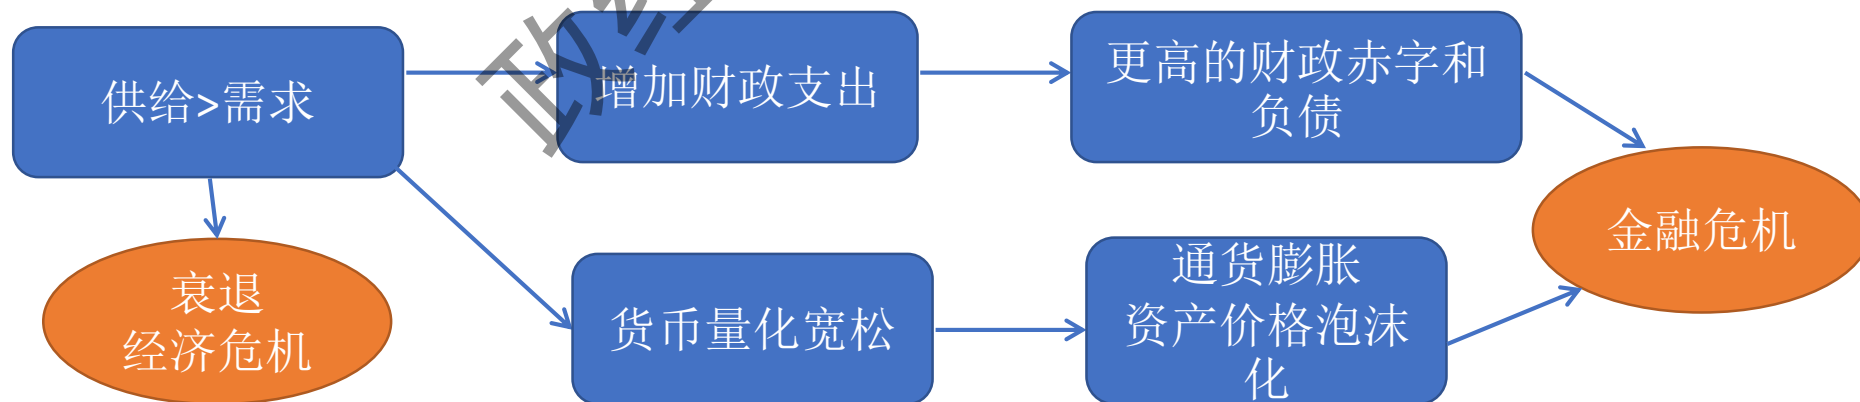 供给>需求
增加财政支出
更高的财政赤字和
负债
金融危机
衰退
经济危机
货币量化宽松
通货膨胀
资产价格泡沫
化
政